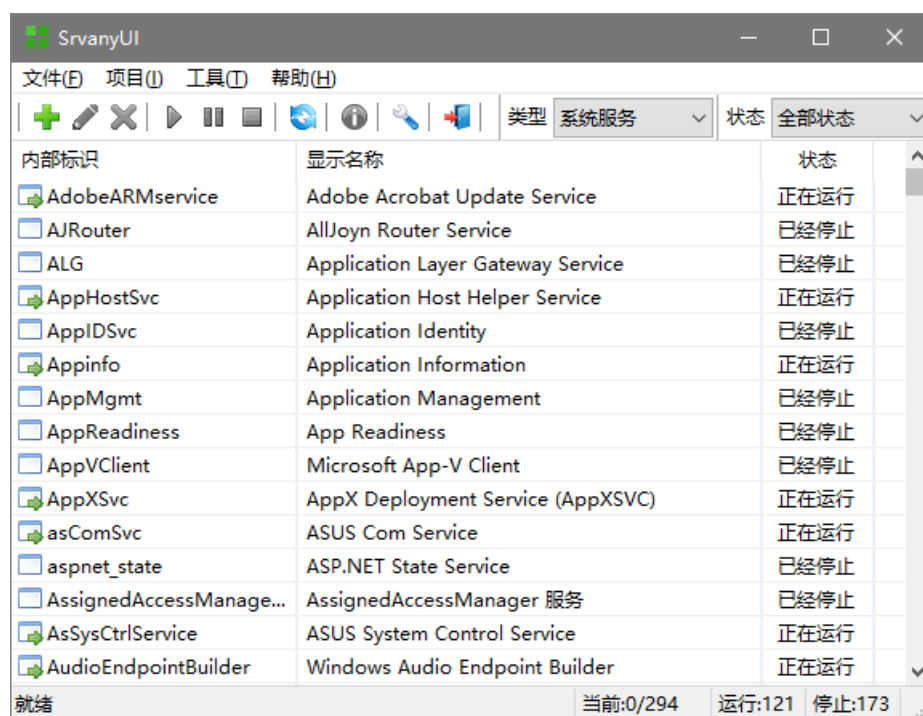 SrvanyUI
文件(F) 项目(I) 工具(T) 帮助(H)
类型 系统服务 状态 全部状态
内部标识 显示名称 状态
AdobeARMservice Adobe Acrobat Update Service 正在运行
AJRouter AllJoyn Router Service 已经停止
ALG Application Layer Gateway Service 已经停止
AppHostSvc Application Host Helper Service 正在运行
AppIDSvc Application Identity 已经停止
Appinfo Application Information 正在运行
AppMgmt Application Management 已经停止
AppReadiness App Readiness 已经停止
AppVClient Microsoft App-V Client 已经停止
AppXSvc AppX Deployment Service (AppXSVC) 正在运行
asComSvc ASUS Com Service 正在运行
aspnet_state ASP.NET State Service 已经停止
AssignedAccessManage... AssignedAccessManager 服务 已经停止
AsSysCtrlService ASUS System Control Service 正在运行
AudioEndpointBuilder Windows Audio Endpoint Builder 正在运行
就绪 当前:0/294 运行:121 停止:173